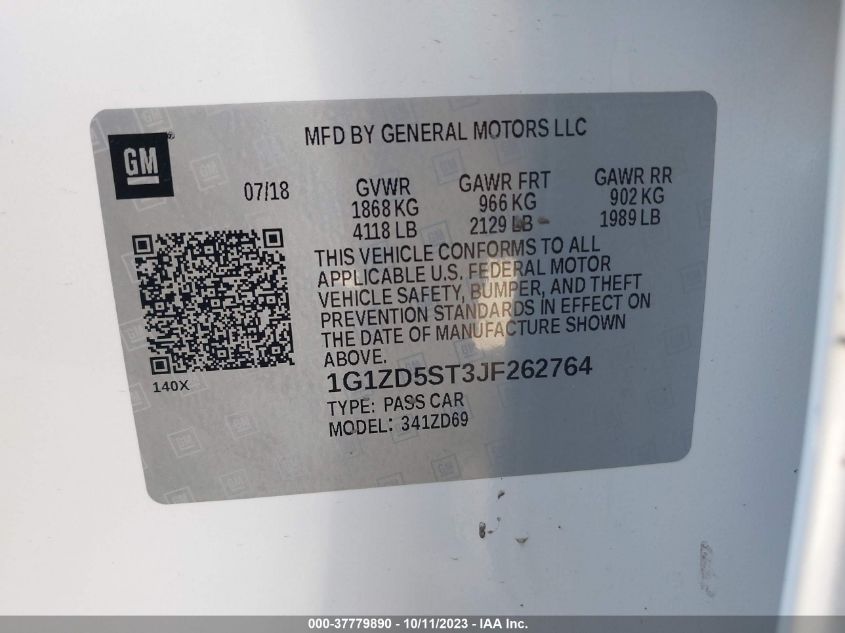 MFD BY GENERAL MOTORS LLC
GM®
07/18
GVWR
1868 KG
4118 LB
GAWR FRT
966 KG
2129 LB
GAWR RR
902 KG
1989 LB
THIS VEHICLE CONFORMS TO ALL
APPLICABLE U.S. FEDERAL MOTOR
VEHICLE SAFETY, BUMPER, AND THEFT
PREVENTION STANDARDS IN EFFECT ON
THE DATE OF MANUFACTURE SHOWN
ABOVE.
140X
1G1ZD5ST3JF262764
TYPE: PASS CAR
MODEL: 341ZD69
000-37779890 - 10/11/2023 - IAA Inc.